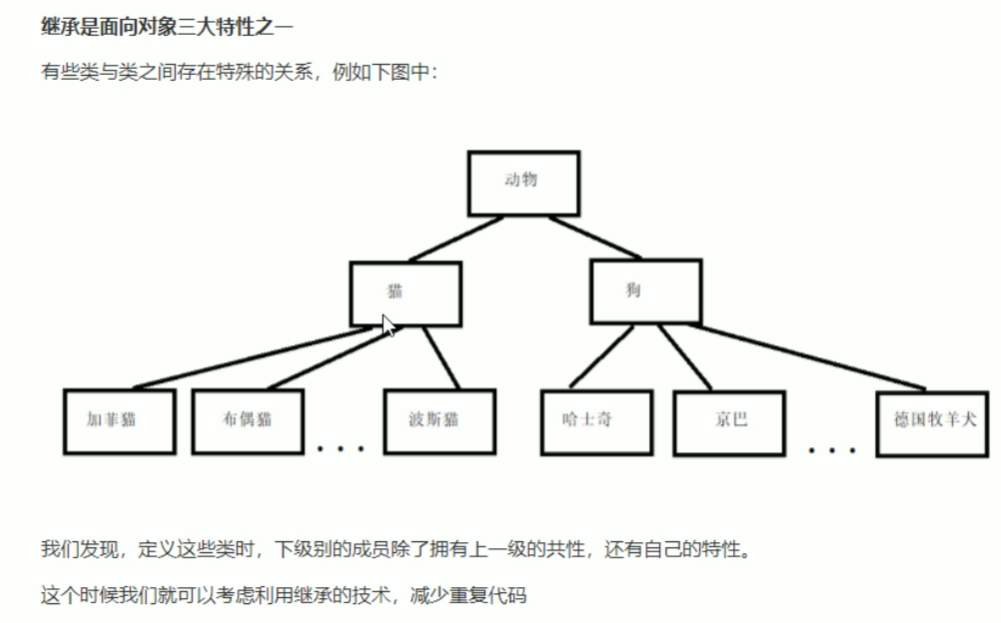 继承是面向对象三大特性之一
有些类与类之间存在特殊的关系，例如下图中：
动物
猫
狗
加菲猫
布偶猫
...
波斯猫
哈士奇
京巴
...
德国牧羊犬
我们发现，定义这些类时，下级别的成员除了拥有上一级的共性，还有自己的特性。
这个时候我们就可以考虑利用继承的技术，减少重复代码